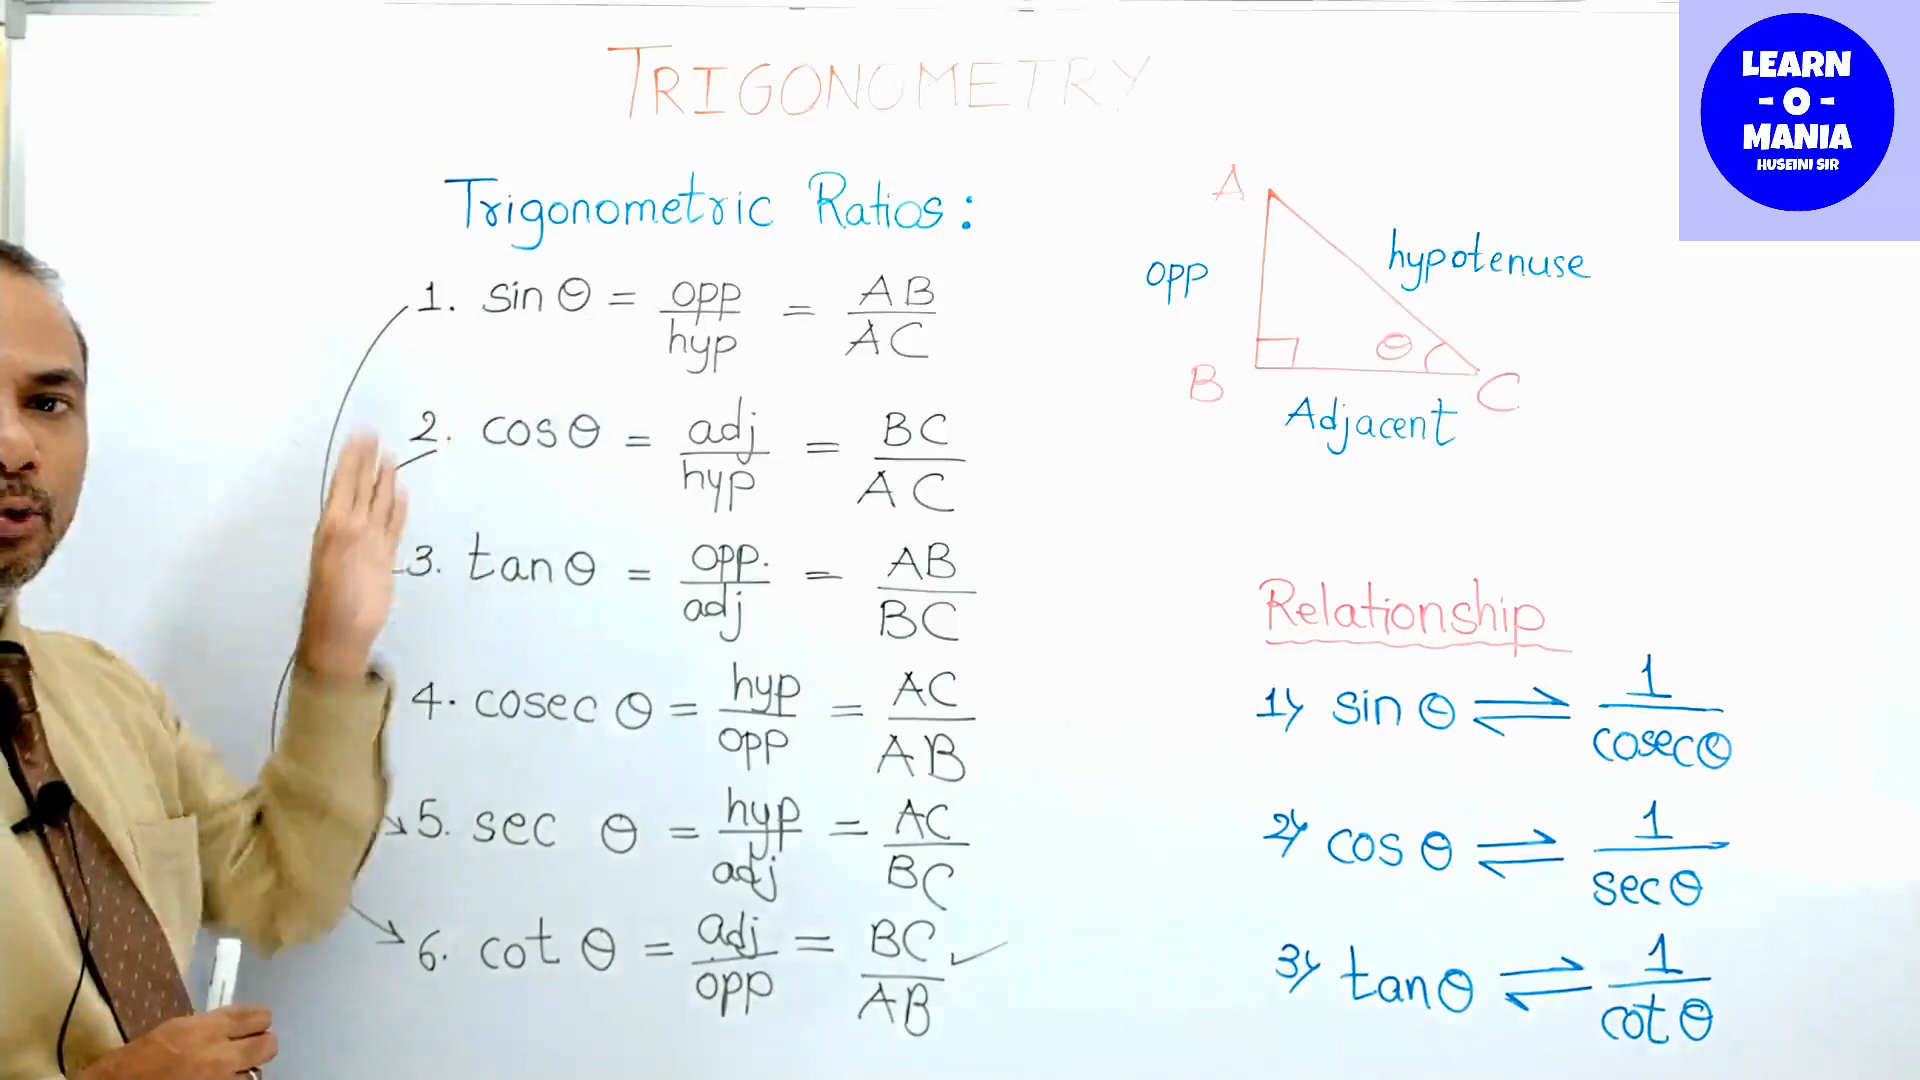 TRIGONOMETRY
LEARN
- O -
MANIA
HUSEINI SIR
Trigonometric Ratios:
1. sin θ = opp/hyp = AB/AC
2. cos θ = adj/hyp = BC/AC
3. tan θ = opp./adj = AB/BC
4. cosec θ = hyp/opp = AC/AB
5. sec θ = hyp/adj = AC/BC
6. cot θ = adj/opp = BC/AB ✓
A
opp
hypotenuse
θ
B
C
Adjacent
Relationship
1) sin θ ⇌ 1/cosec θ
2) cos θ ⇌ 1/sec θ
3) tan θ ⇌ 1/cot θ